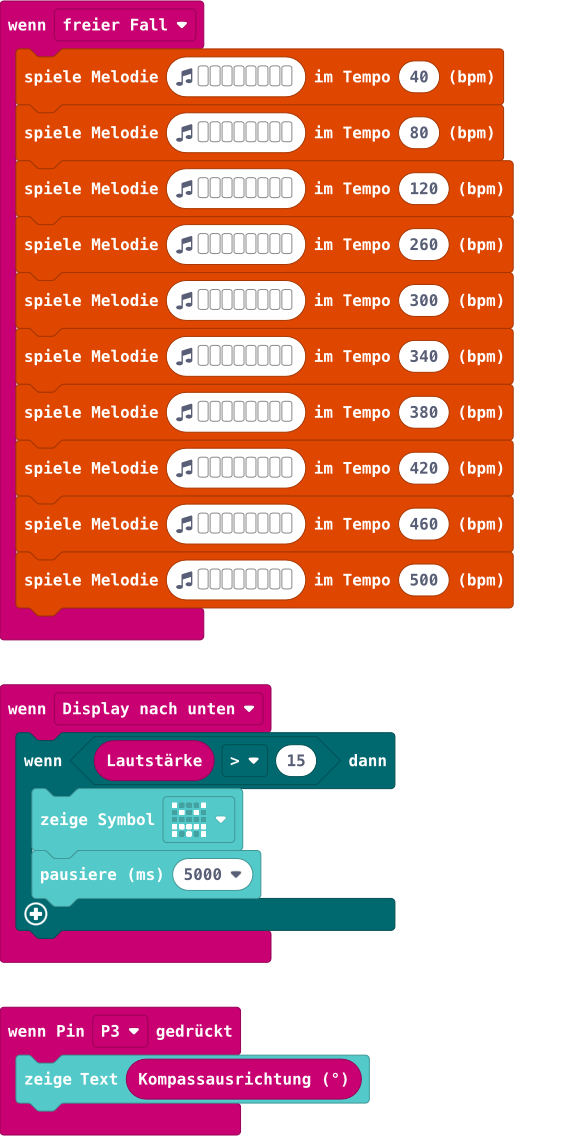 wenn freier Fall
spiele Melodie im Tempo 40 (bpm)
spiele Melodie im Tempo 80 (bpm)
spiele Melodie im Tempo 120 (bpm)
spiele Melodie im Tempo 260 (bpm)
spiele Melodie im Tempo 300 (bpm)
spiele Melodie im Tempo 340 (bpm)
spiele Melodie im Tempo 380 (bpm)
spiele Melodie im Tempo 420 (bpm)
spiele Melodie im Tempo 460 (bpm)
spiele Melodie im Tempo 500 (bpm)
wenn Display nach unten
wenn Lautstärke > 15 dann
zeige Symbol
pausiere (ms) 5000
wenn Pin P3 gedrückt
zeige Text Kompassausrichtung (°)